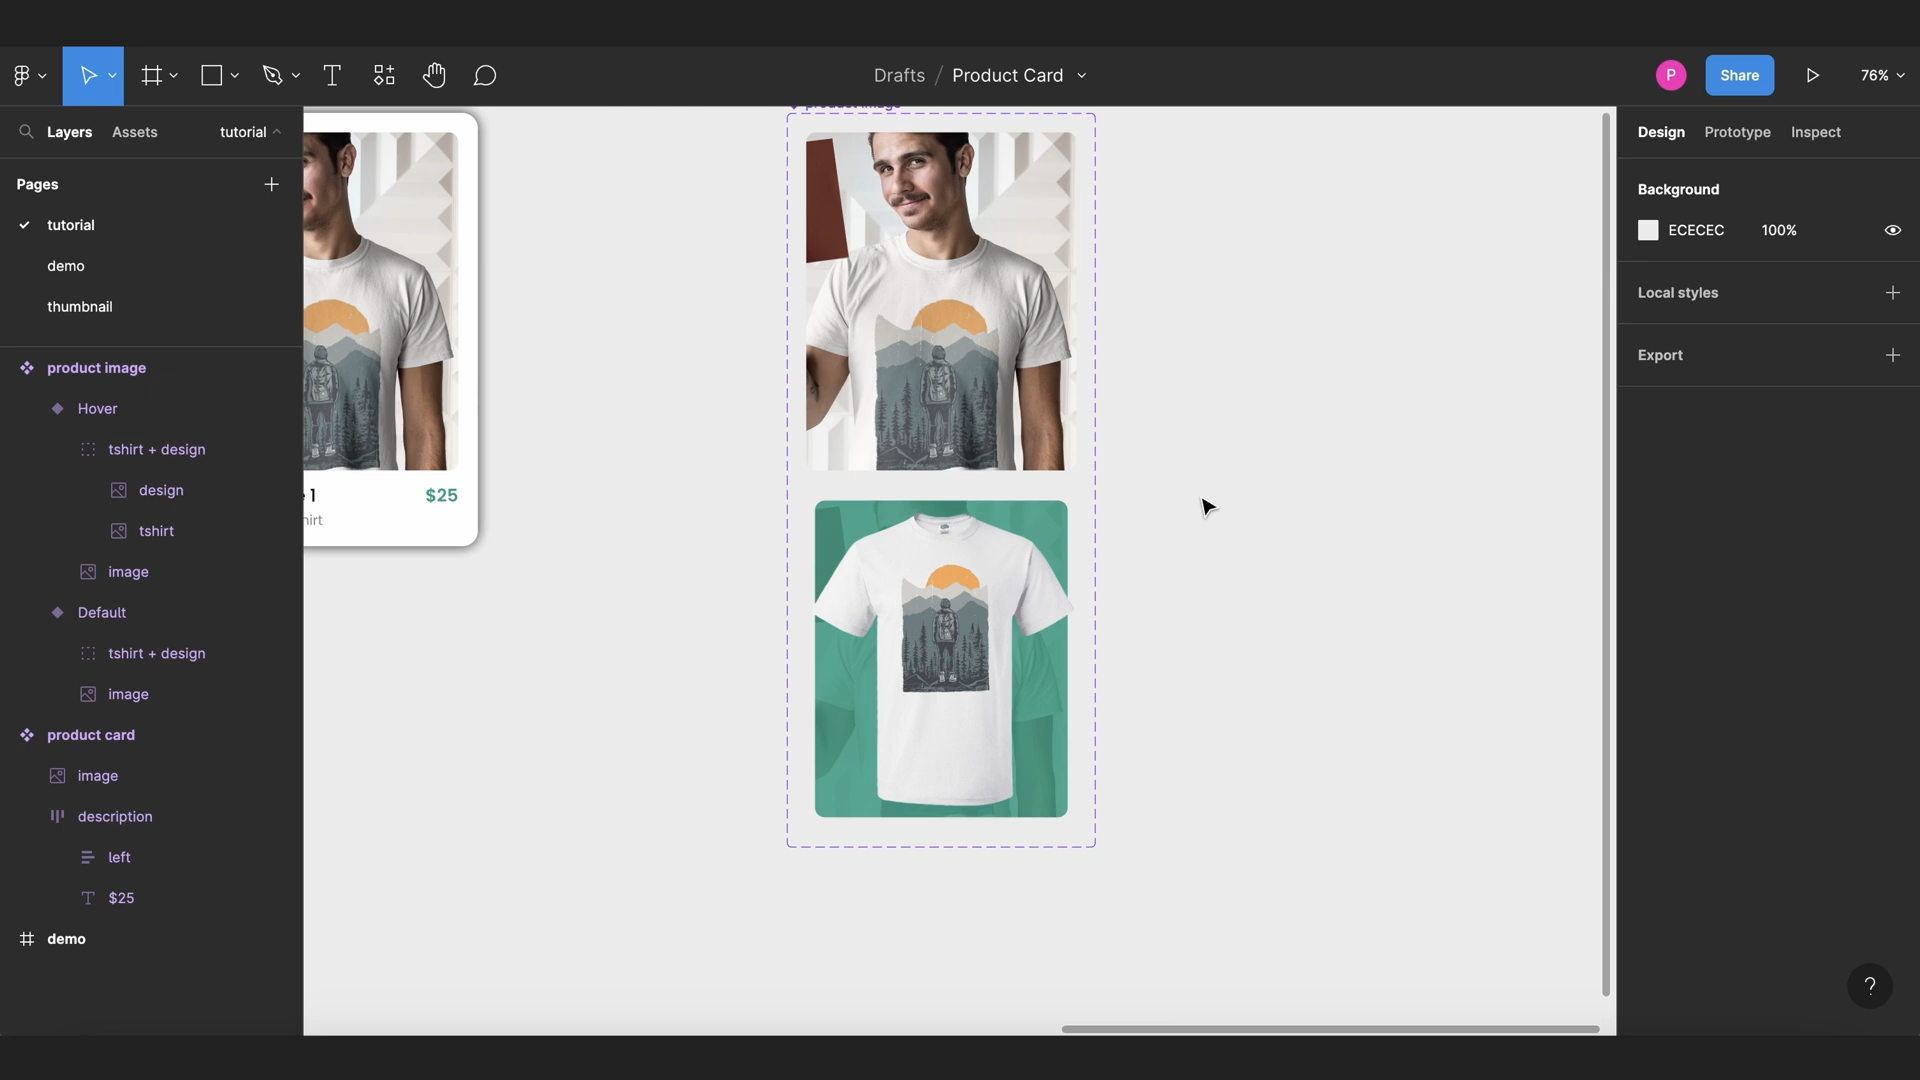 Drafts / Product Card
P
Share
76%
Layers
Assets
tutorial
Pages
tutorial
demo
thumbnail
product image
Hover
tshirt + design
design
tshirt
image
Default
tshirt + design
image
product card
image
description
left
$25
demo
product image
1
$25
hirt
Design
Prototype
Inspect
Background
ECECEC 100%
Local styles
Export
?